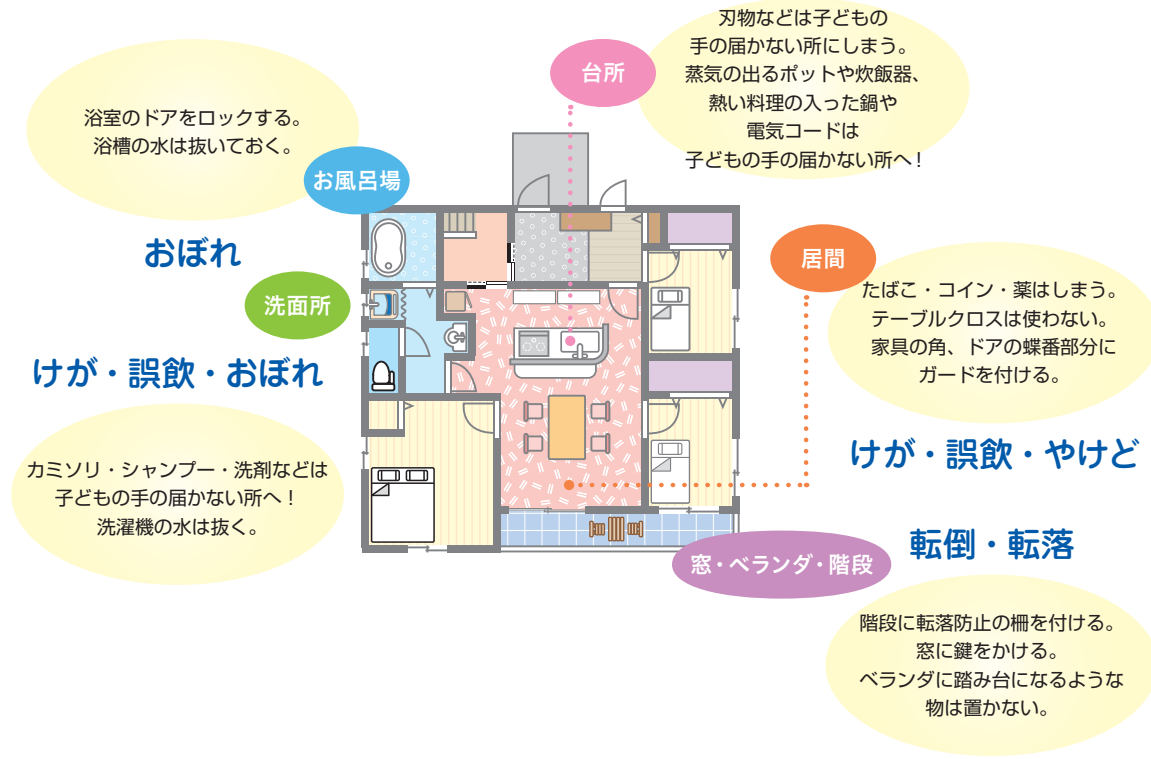 台所
刃物などは子どもの
手の届かない所にしまう。
蒸気の出るポットや炊飯器、
熱い料理の入った鍋や
電気コードは
子どもの手の届かない所へ！
お風呂場
浴室のドアをロックする。
浴槽の水は抜いておく。
おぼれ
洗面所
けが・誤飲・おぼれ
カミソリ・シャンプー・洗剤などは
子どもの手の届かない所へ！
洗濯機の水は抜く。
居間
たばこ・コイン・薬はしまう。
テーブルクロスは使わない。
家具の角、ドアの蝶番部分に
ガードを付ける。
けが・誤飲・やけど
窓・ベランダ・階段
転倒・転落
階段に転落防止の柵を付ける。
窓に鍵をかける。
ベランダに踏み台になるような
物は置かない。